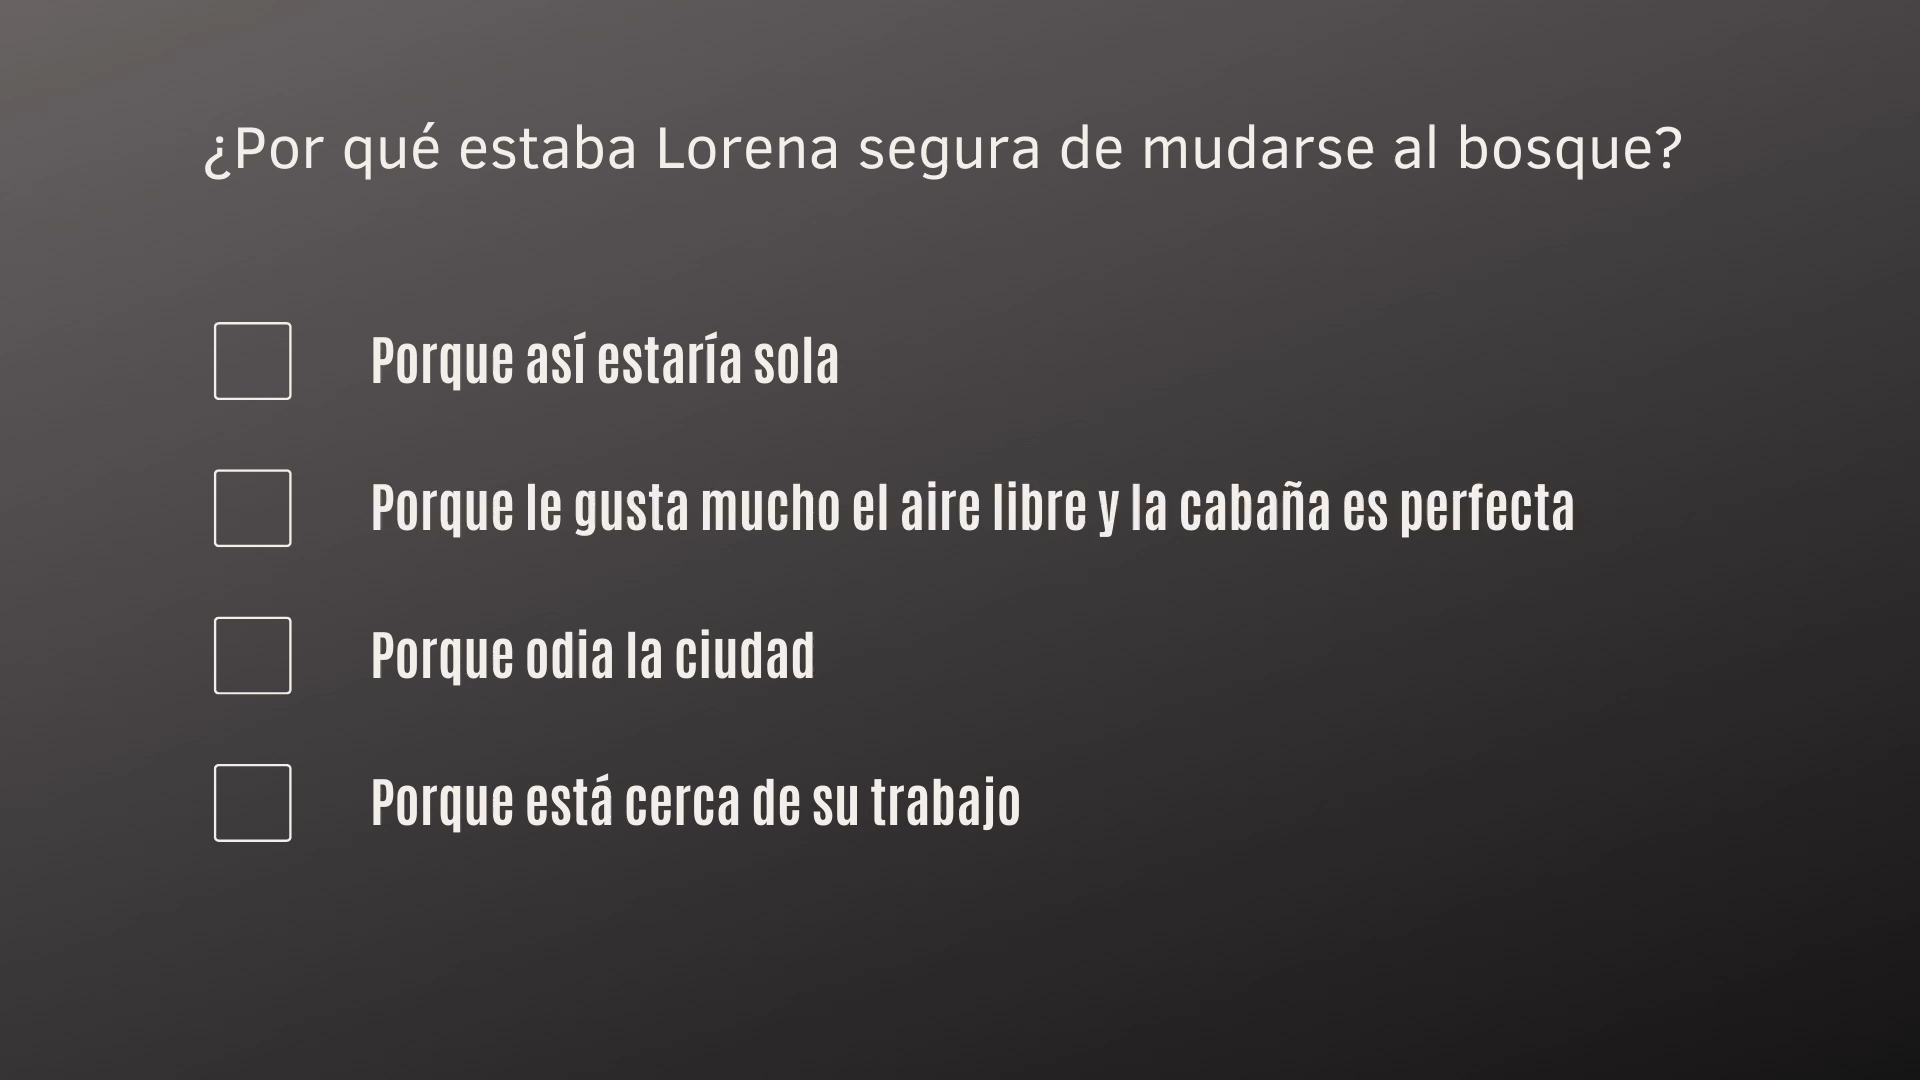 ¿Por qué estaba Lorena segura de mudarse al bosque?
Porque así estaría sola
Porque le gusta mucho el aire libre y la cabaña es perfecta
Porque odia la ciudad
Porque está cerca de su trabajo